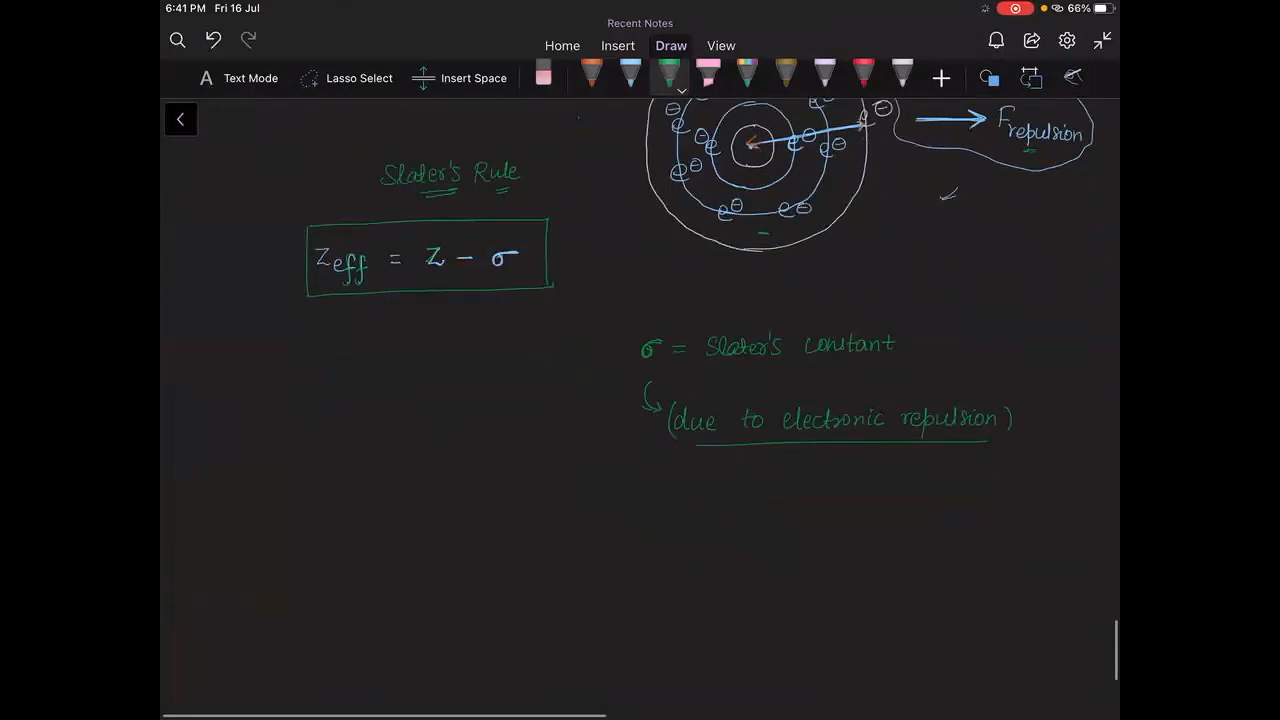 6:41 PM Fri 16 Jul
66%
Recent Notes
Home Insert Draw View
A Text Mode Lasso Select Insert Space
e⊖ F repulsion
e⊖ e⊖ e⊖ e⊖
e⊖
e⊖ e⊖
Slater's Rule
Zeff = Z - σ
σ = Slater's constant
(due to electronic repulsion)